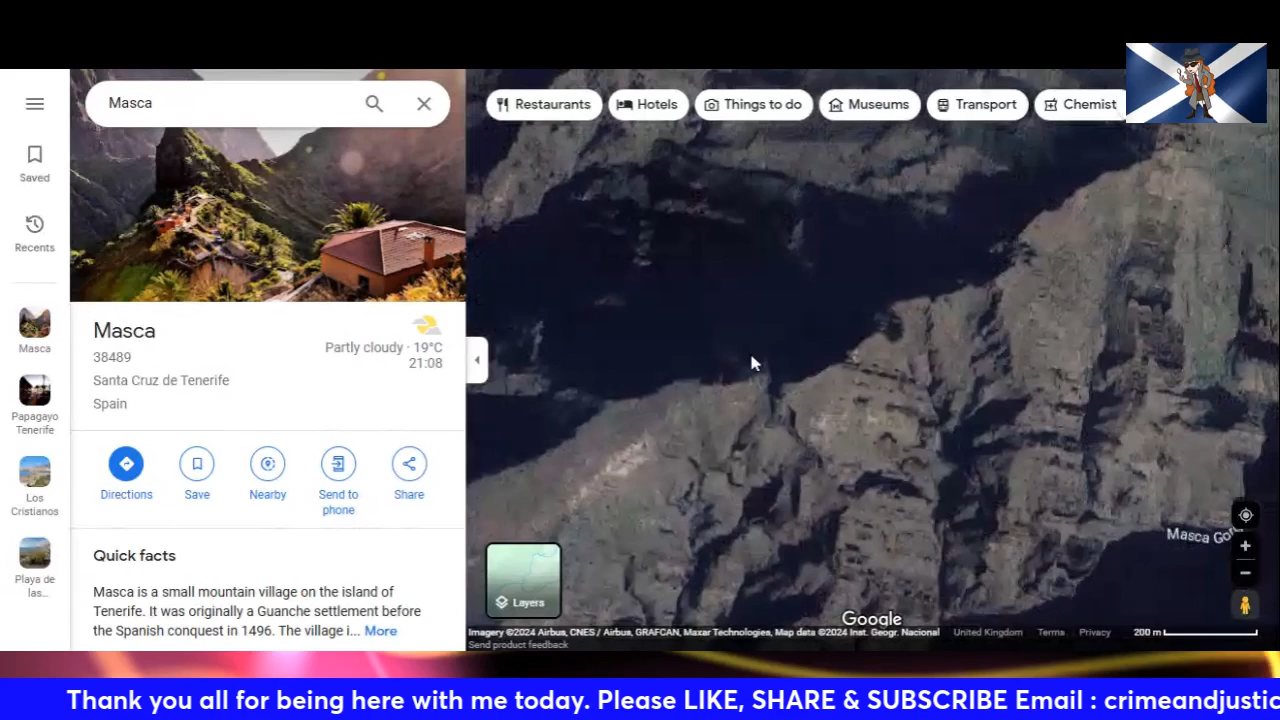 Masca
Restaurants
Hotels
Things to do
Museums
Transport
Chemist
Saved
Recents
Masca
Papagayo
Tenerife
Los
Cristianos
Playa de
las...
Masca
38489
Santa Cruz de Tenerife
Spain
Partly cloudy · 19°C
21:08
Directions
Save
Nearby
Send to
phone
Share
Quick facts
Masca is a small mountain village on the island of
Tenerife. It was originally a Guanche settlement before
the Spanish conquest in 1496. The village i... More
Layers
Masca Go
Google
Imagery ©2024 Airbus, CNES / Airbus, GRAFCAN, Maxar Technologies, Map data ©2024 Inst. Geogr. Nacional
United Kingdom
Terms
Privacy
200 m
Send product feedback
Thank you all for being here with me today. Please LIKE, SHARE & SUBSCRIBE Email : crimeandjustic